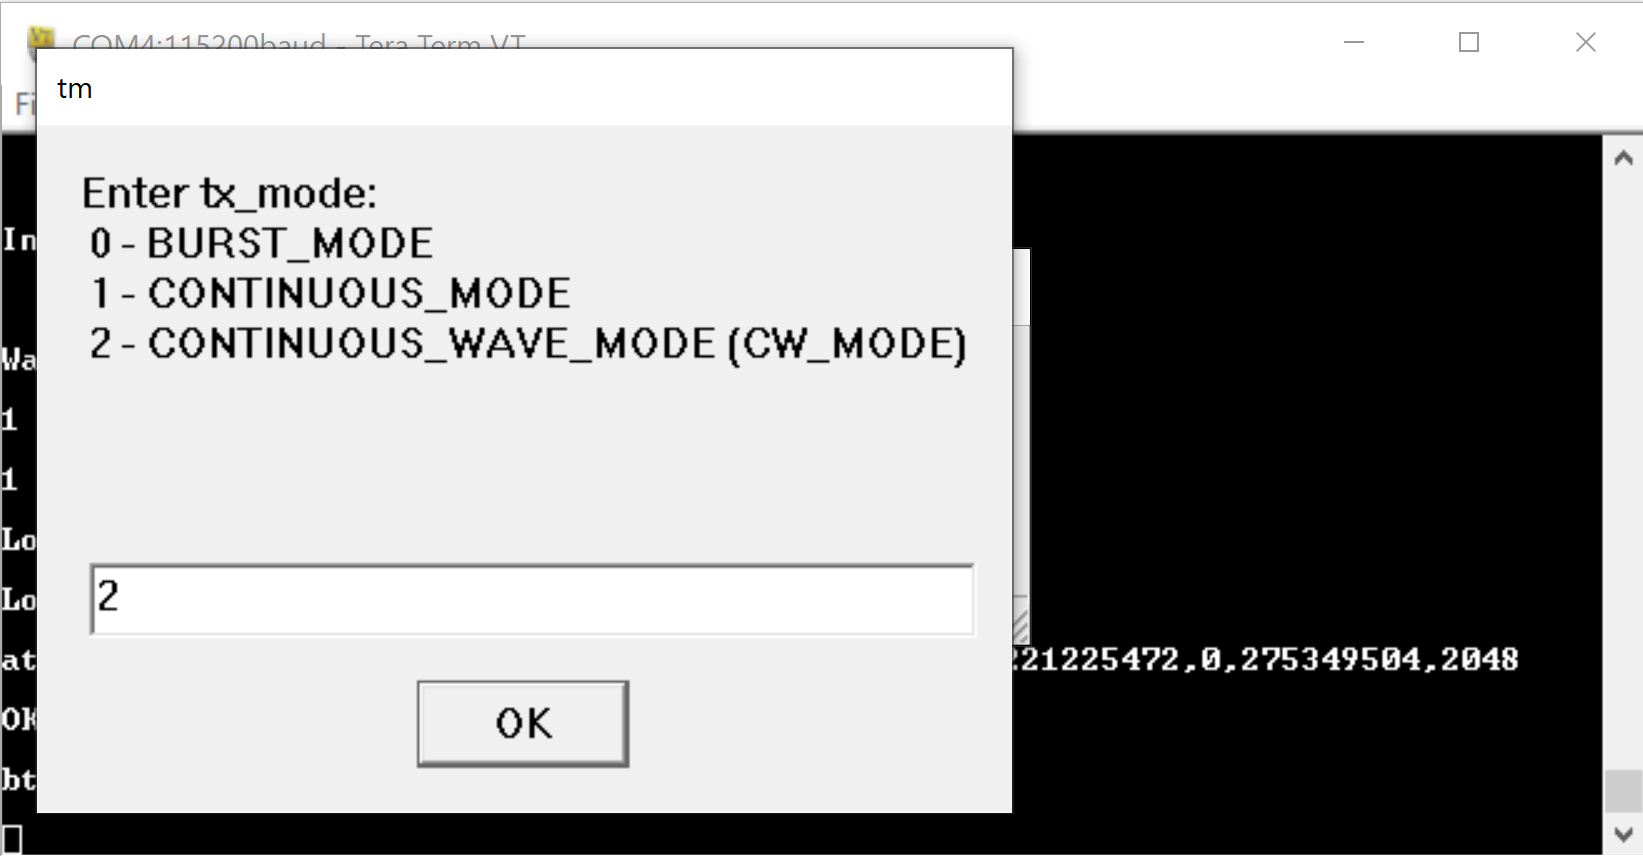 COM4:115200baud - Tera Term VT
tm
Fi
Enter tx_mode:
0 - BURST_MODE
1 - CONTINUOUS_MODE
2 - CONTINUOUS_WAVE_MODE (CW_MODE)
In
Wa
1
1
Lo
Lo
2
at
221225472,0,275349504,2048
OK
OK
bt